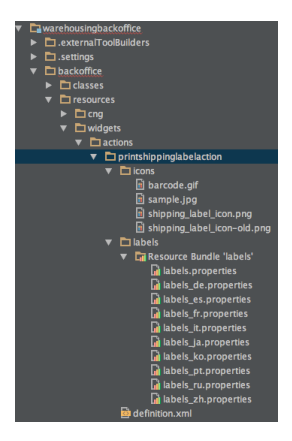 warehousingbackoffice
.externalToolBuilders
.settings
backoffice
classes
resources
cng
widgets
actions
printshippinglabelaction
icons
barcode.gif
sample.jpg
shipping_label_icon.png
shipping_label_icon-old.png
labels
Resource Bundle 'labels'
labels.properties
labels_de.properties
labels_es.properties
labels_fr.properties
labels_it.properties
labels_ja.properties
labels_ko.properties
labels_pt.properties
labels_ru.properties
labels_zh.properties
definition.xml